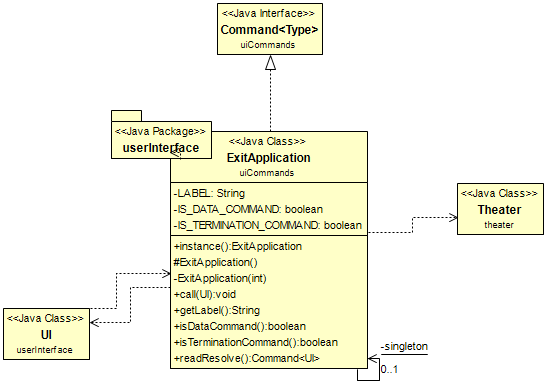 <<Java Interface>>
Command<Type>
uiCommands
<<Java Package>>
userInterface
<<Java Class>>
ExitApplication
uiCommands
-LABEL: String
-IS_DATA_COMMAND: boolean
-IS_TERMINATION_COMMAND: boolean
+instance():ExitApplication
#ExitApplication()
-ExitApplication(int)
+call(UI):void
+getLabel():String
+isDataCommand():boolean
+isTerminationCommand():boolean
+readResolve():Command<UI>
<<Java Class>>
Theater
theater
<<Java Class>>
UI
userInterface
-singleton
0..1